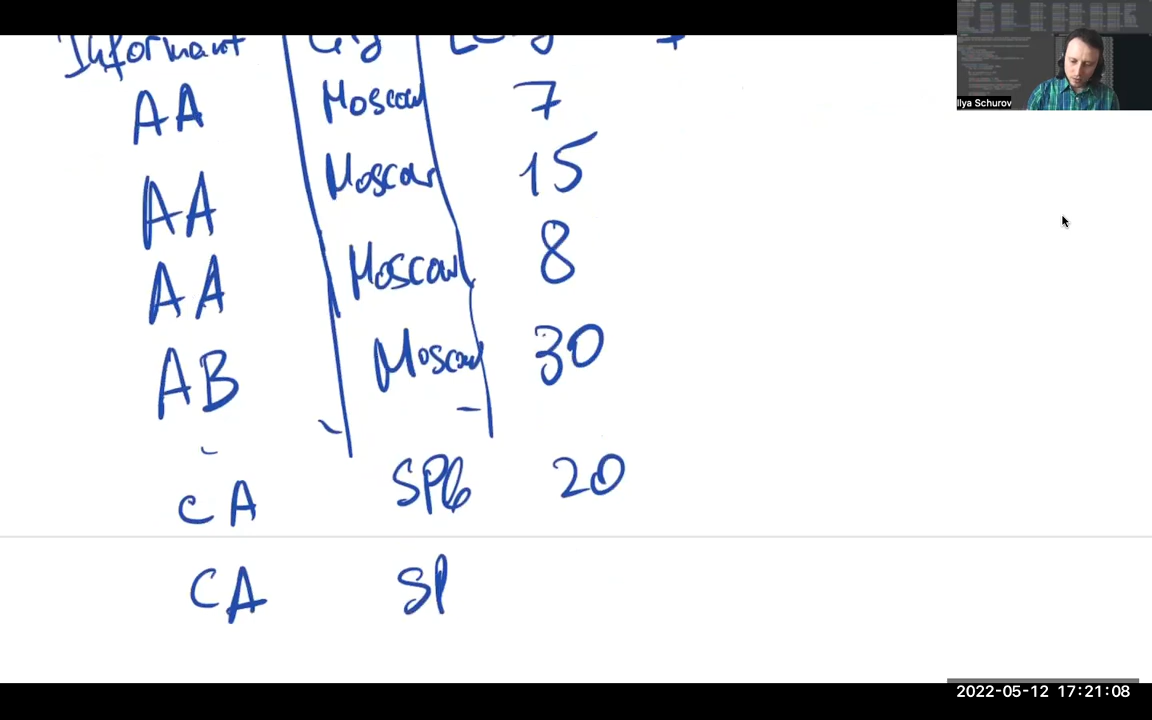 Informant City
AA Moscow 7
AA Moscow 15
AA Moscow 8
AB Moscow 30
CA SPb 20
CA SP
Ilya Schurov
2022-05-12 17:21:08